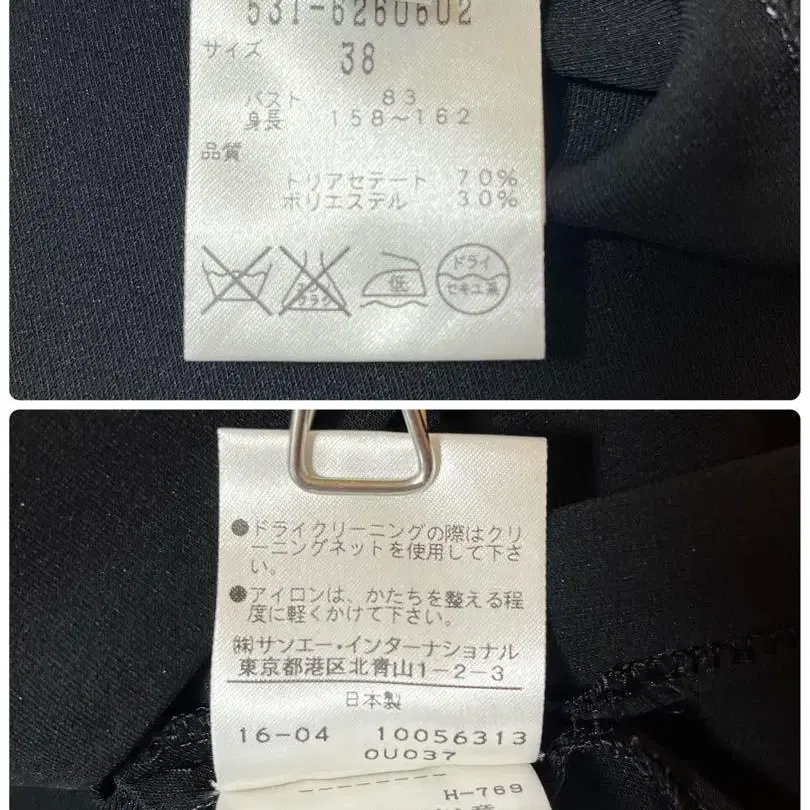 531-6260602
サイズ 38
バスト 83
身長 158~162
品質
トリアセテート 70%
ポリエステル 30%
低
ドライ
セキユ系
●ドライクリーニングの際はクリ
ーニングネットを使用して下さ
い。
●アイロンは、かたちを整える程
度に軽くかけて下さい。
㈱サンエー・インターナショナル
東京都港区北青山1-2-3
日本製
16-04 10056313
0U037
H-769